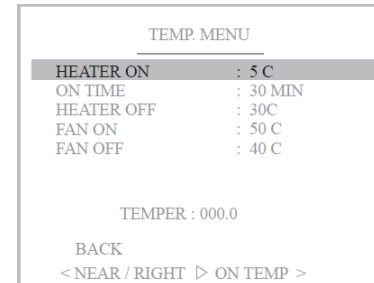 TEMP. MENU
HEATER ON : 5 C
ON TIME : 30 MIN
HEATER OFF : 30C
FAN ON : 50 C
FAN OFF : 40 C
TEMPER : 000.0
BACK
< NEAR / RIGHT ▷ ON TEMP >